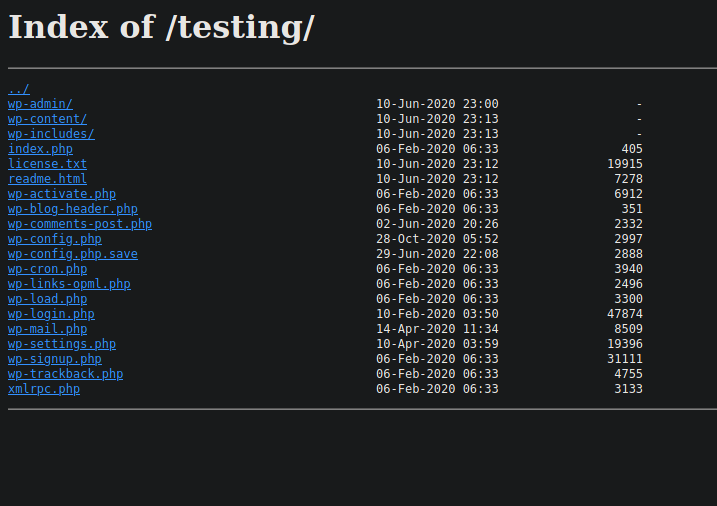 Index of /testing/
../
wp-admin/ 10-Jun-2020 23:00 -
wp-content/ 10-Jun-2020 23:13 -
wp-includes/ 10-Jun-2020 23:13 -
index.php 06-Feb-2020 06:33 405
license.txt 10-Jun-2020 23:12 19915
readme.html 10-Jun-2020 23:12 7278
wp-activate.php 06-Feb-2020 06:33 6912
wp-blog-header.php 06-Feb-2020 06:33 351
wp-comments-post.php 02-Jun-2020 20:26 2332
wp-config.php 28-Oct-2020 05:52 2997
wp-config.php.save 29-Jun-2020 22:08 2888
wp-cron.php 06-Feb-2020 06:33 3940
wp-links-opml.php 06-Feb-2020 06:33 2496
wp-load.php 06-Feb-2020 06:33 3300
wp-login.php 10-Feb-2020 03:50 47874
wp-mail.php 14-Apr-2020 11:34 8509
wp-settings.php 10-Apr-2020 03:59 19396
wp-signup.php 06-Feb-2020 06:33 31111
wp-trackback.php 06-Feb-2020 06:33 4755
xmlrpc.php 06-Feb-2020 06:33 3133